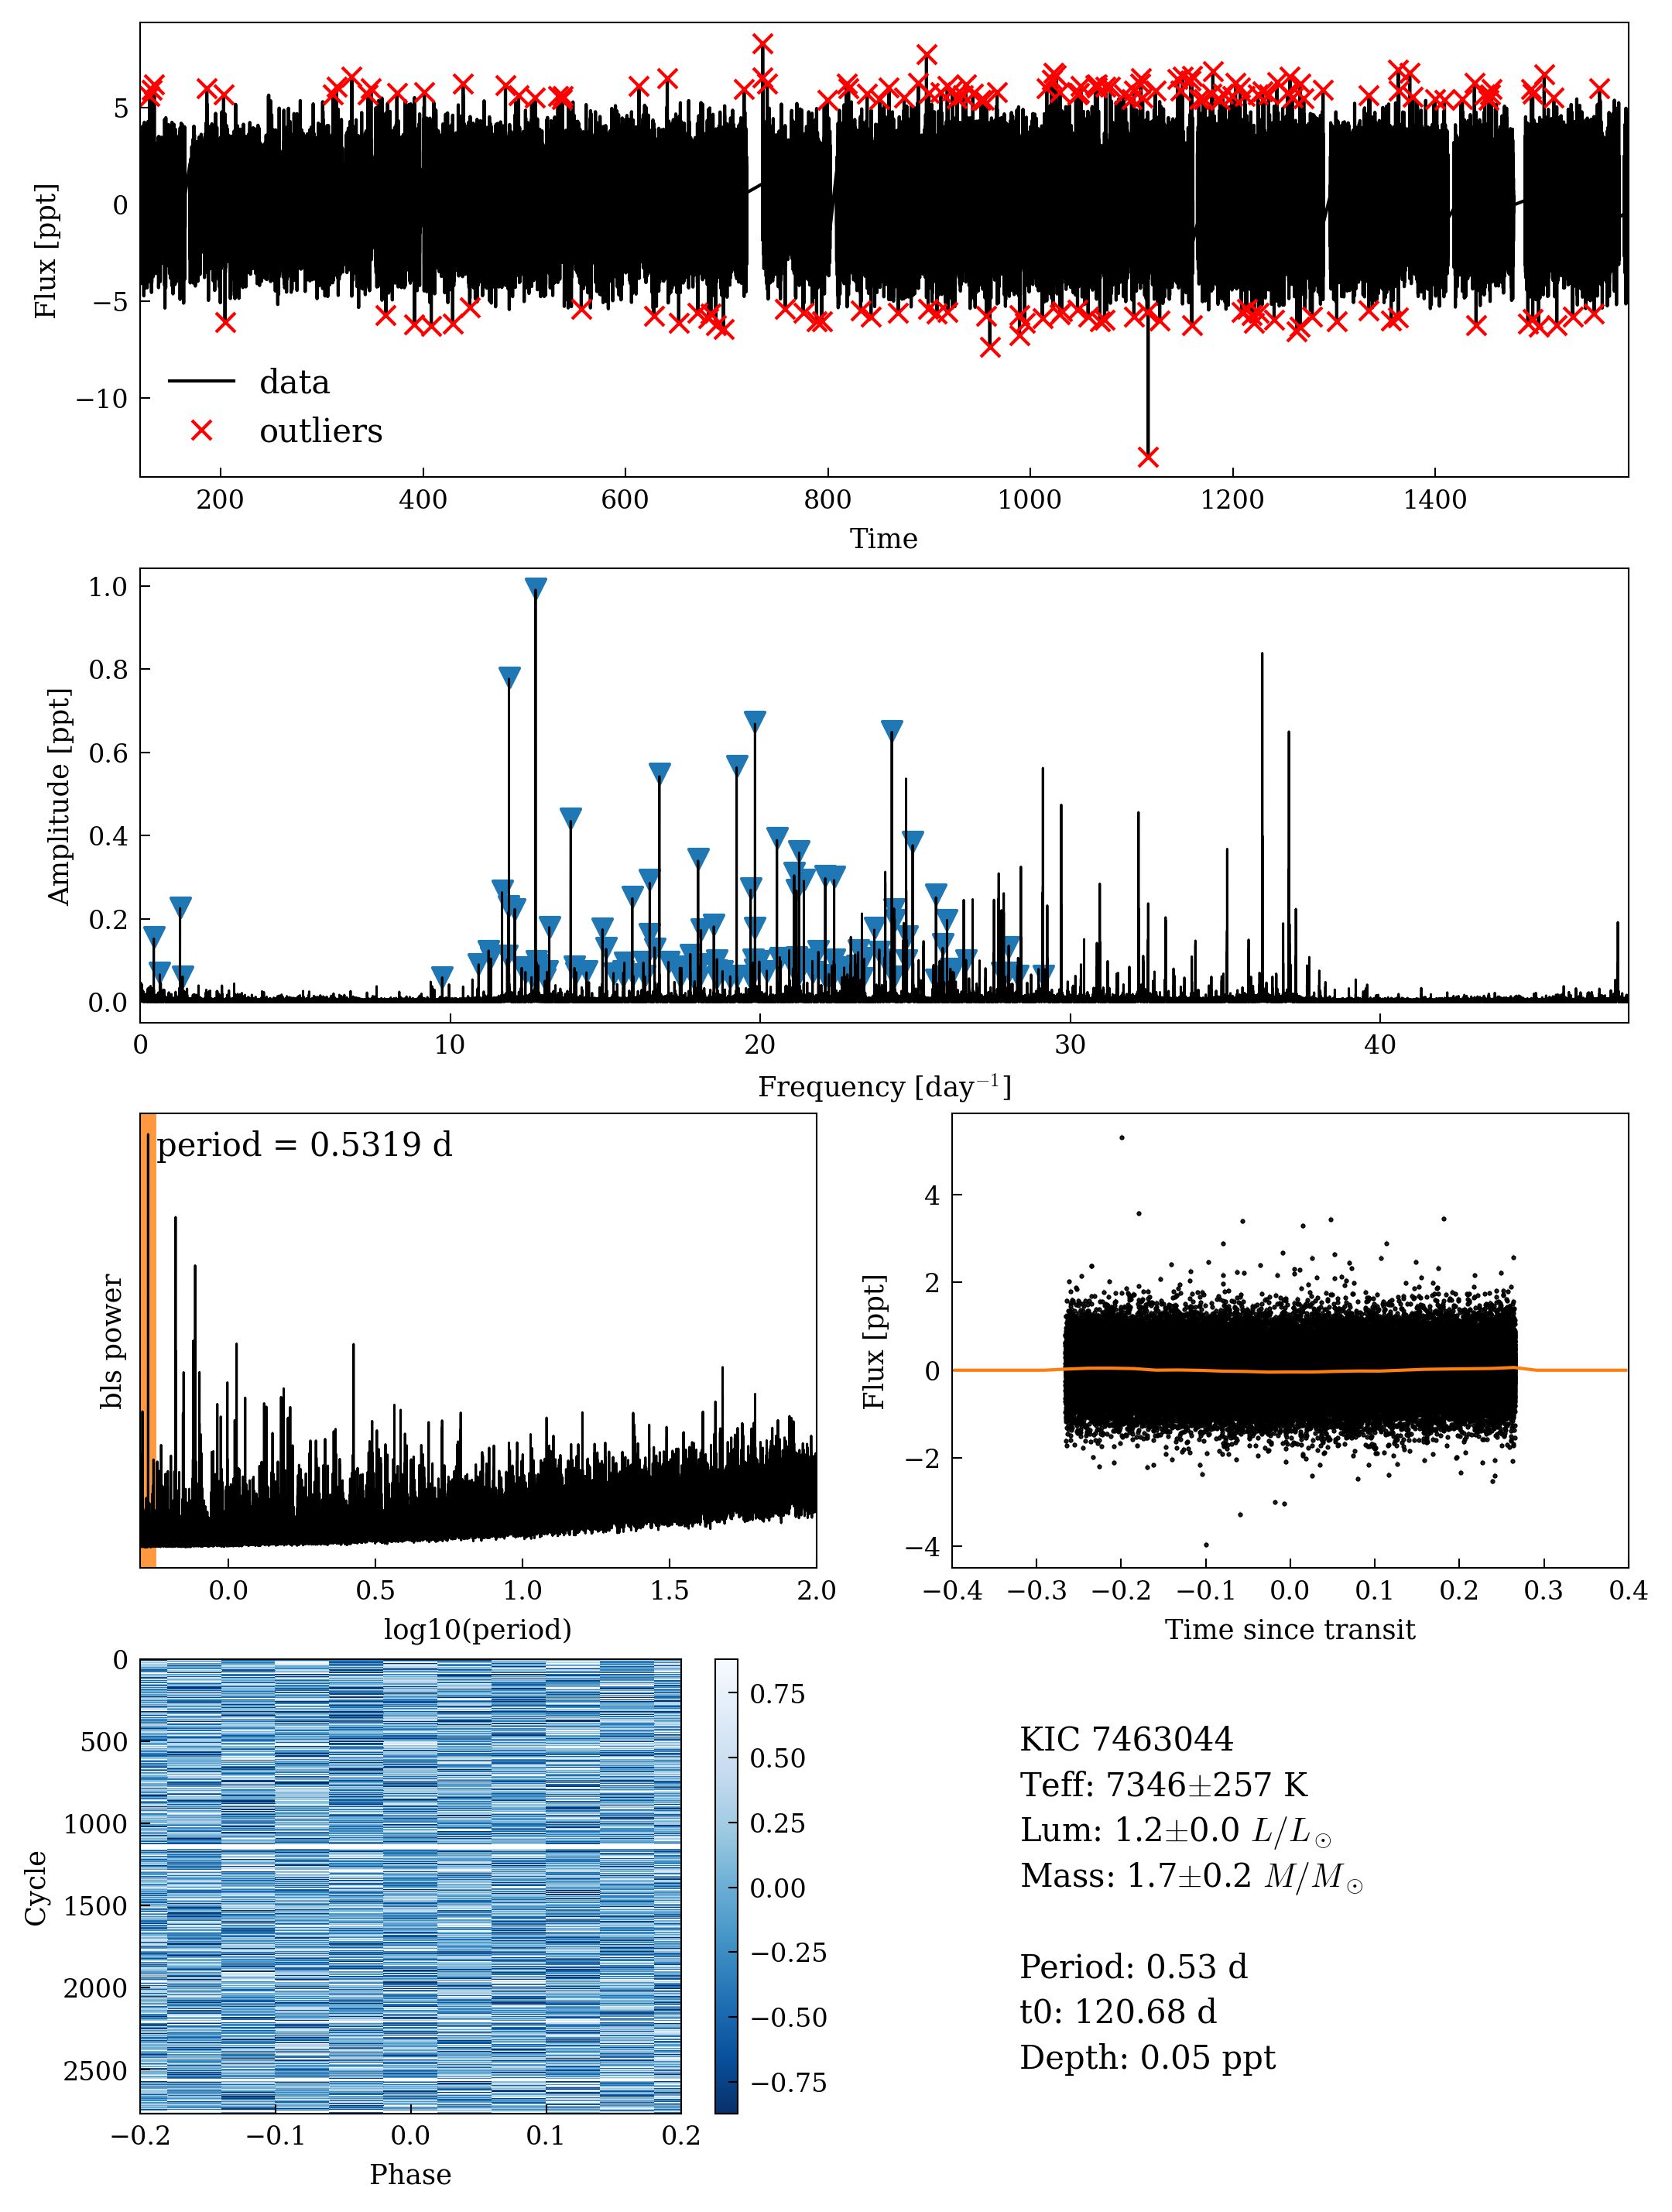 5
0
−5
−10
Flux [ppt]
data
outliers
200 400 600 800 1000 1200 1400
Time
1.0
0.8
0.6
0.4
0.2
0.0
Amplitude [ppt]
0 10 20 30 40
Frequency [day⁻¹]
period = 0.5319 d
bls power
0.0 0.5 1.0 1.5 2.0
log10(period)
4
2
0
−2
−4
Flux [ppt]
−0.4 −0.3 −0.2 −0.1 0.0 0.1 0.2 0.3 0.4
Time since transit
0
500
1000
1500
2000
2500
Cycle
−0.2 −0.1 0.0 0.1 0.2
Phase
0.75
0.50
0.25
0.00
−0.25
−0.50
−0.75
KIC 7463044
Teff: 7346±257 K
Lum: 1.2±0.0 L/L☉
Mass: 1.7±0.2 M/M☉
Period: 0.53 d
t0: 120.68 d
Depth: 0.05 ppt